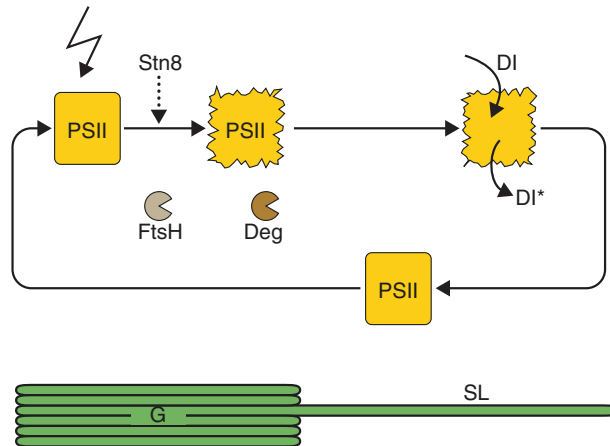 Stn8
DI
PSII
PSII
DI*
FtsH
Deg
PSII
SL
G